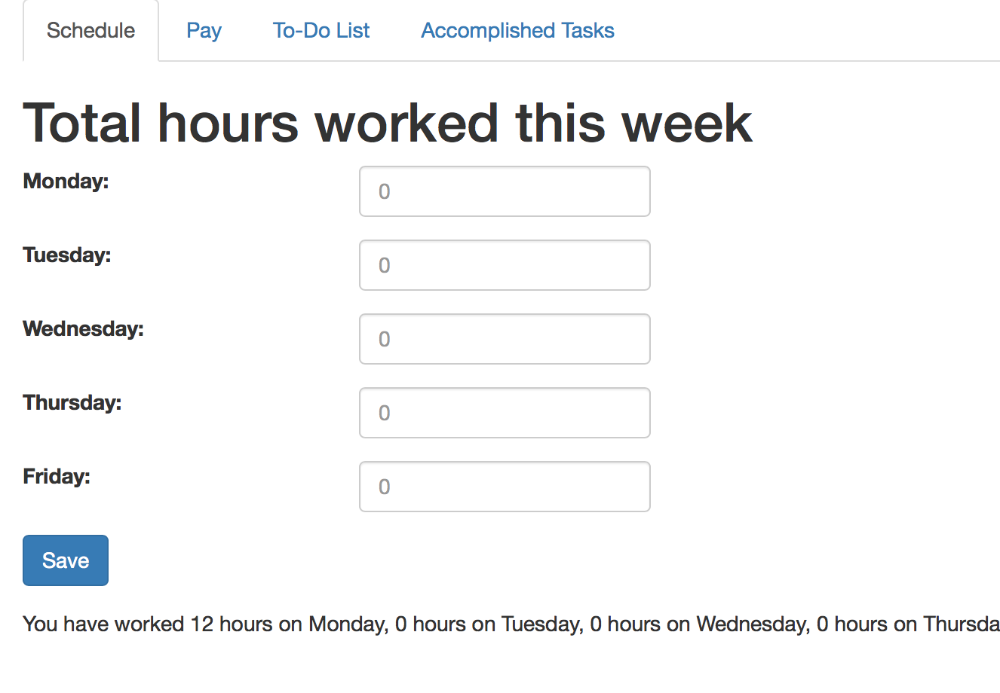 Schedule Pay To-Do List Accomplished Tasks
Total hours worked this week
Monday: 0
Tuesday: 0
Wednesday: 0
Thursday: 0
Friday: 0
Save
You have worked 12 hours on Monday, 0 hours on Tuesday, 0 hours on Wednesday, 0 hours on Thursda